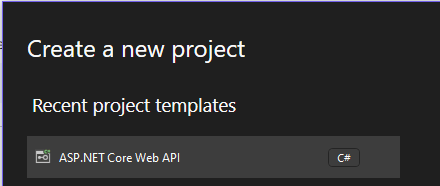 Create a new project
Recent project templates
ASP.NET Core Web API C#